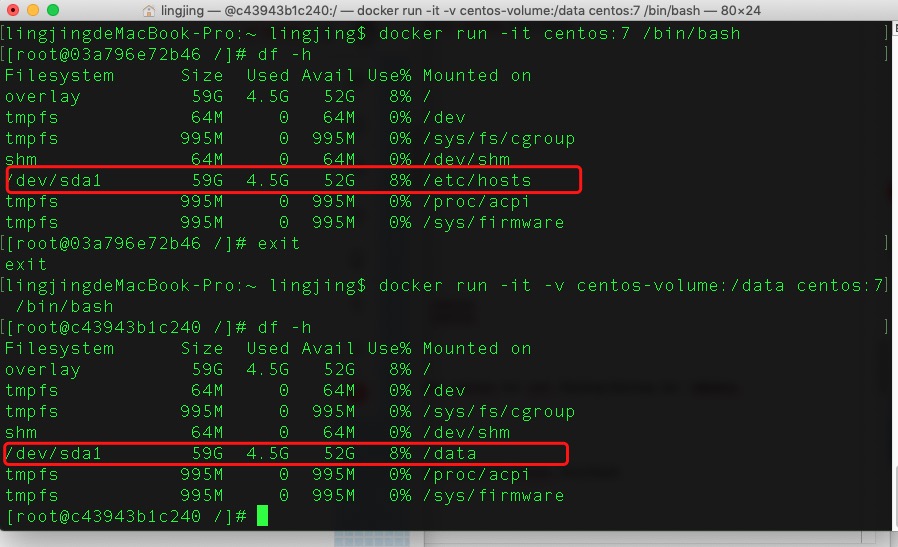 lingjing — @c43943b1c240:/ — docker run -it -v centos-volume:/data centos:7 /bin/bash — 80×24
[lingjingdeMacBook-Pro:~ lingjing$ docker run -it centos:7 /bin/bash ]
[[root@03a796e72b46 /]# df -h ]
Filesystem      Size  Used Avail Use% Mounted on
overlay          59G  4.5G   52G   8% /
tmpfs            64M     0   64M   0% /dev
tmpfs           995M     0  995M   0% /sys/fs/cgroup
shm              64M     0   64M   0% /dev/shm
/dev/sda1        59G  4.5G   52G   8% /etc/hosts
tmpfs           995M     0  995M   0% /proc/acpi
tmpfs           995M     0  995M   0% /sys/firmware
[[root@03a796e72b46 /]# exit ]
exit
[lingjingdeMacBook-Pro:~ lingjing$ docker run -it -v centos-volume:/data centos:7]
 /bin/bash
[[root@c43943b1c240 /]# df -h ]
Filesystem      Size  Used Avail Use% Mounted on
overlay          59G  4.5G   52G   8% /
tmpfs            64M     0   64M   0% /dev
tmpfs           995M     0  995M   0% /sys/fs/cgroup
shm              64M     0   64M   0% /dev/shm
/dev/sda1        59G  4.5G   52G   8% /data
tmpfs           995M     0  995M   0% /proc/acpi
tmpfs           995M     0  995M   0% /sys/firmware
[root@c43943b1c240 /]#